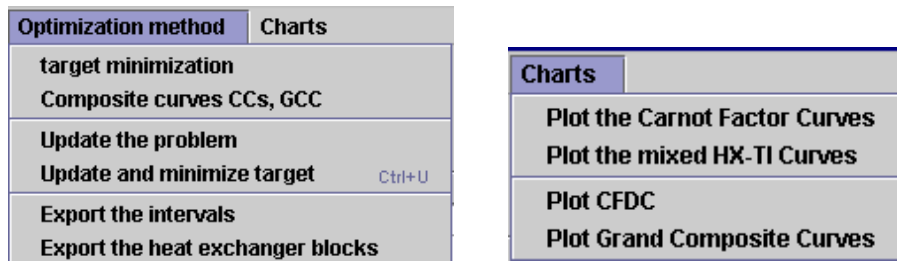 Optimization method Charts
target minimization
Composite curves CCs, GCC
Update the problem
Update and minimize target Ctrl+U
Export the intervals
Export the heat exchanger blocks
Charts
Plot the Carnot Factor Curves
Plot the mixed HX-TI Curves
Plot CFDC
Plot Grand Composite Curves